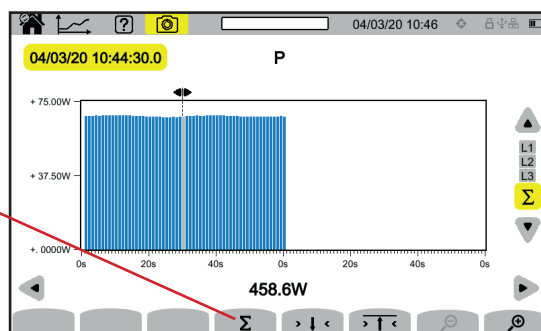 ?
04/03/20 10:46
04/03/20 10:44:30.0
P
+ 75.00W
+ 37.50W
+. 0000W
0s 20s 40s 0s 20s 40s 0s
L1
L2
L3
Σ
458.6W
Σ